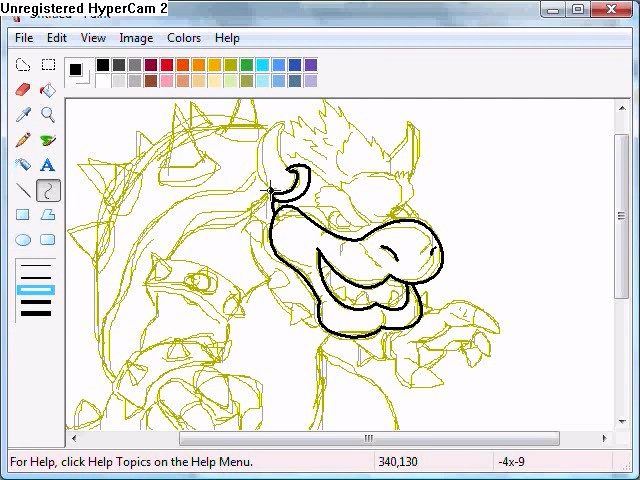 Unregistered HyperCam 2
File Edit View Image Colors Help
A
For Help, click Help Topics on the Help Menu.
340,130
-4x-9